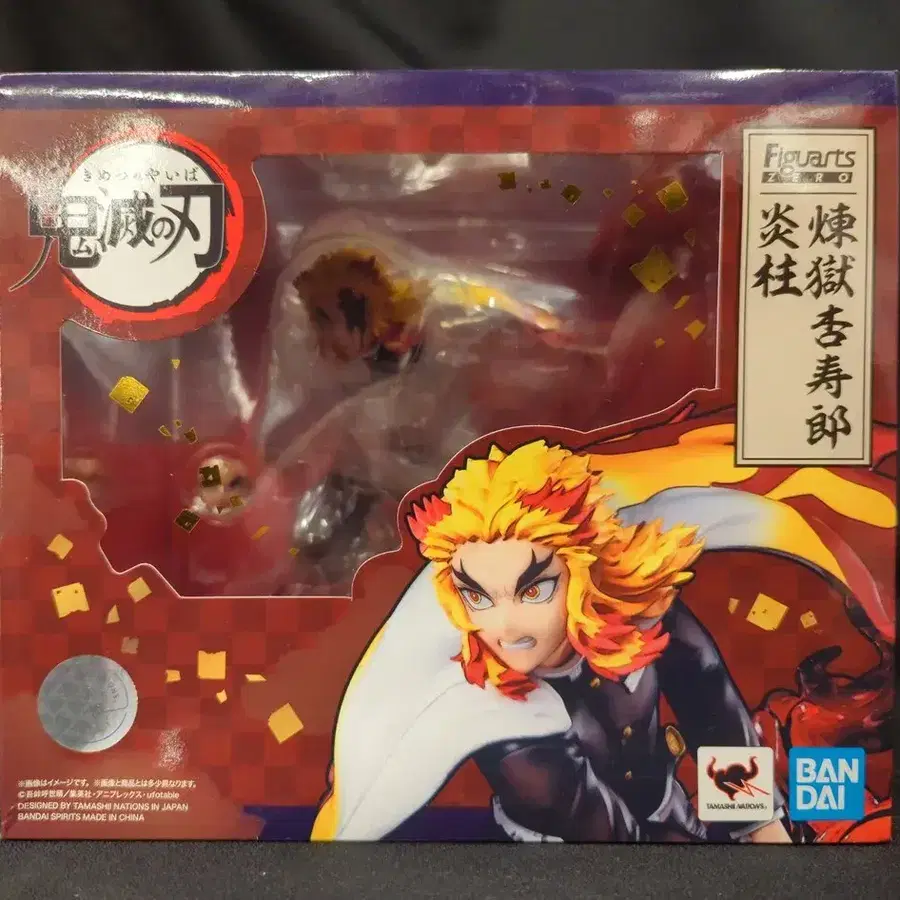 きめつのやいば
鬼滅の刃
Figuarts
ZERO
煉獄杏寿郎
炎柱
※画像はイメージです。※画像と商品とは多少異なります。
©吾峠呼世晴／集英社・アニプレックス・ufotable
DESIGNED BY TAMASHII NATIONS IN JAPAN
BANDAI SPIRITS MADE IN CHINA
TAMASHII NATIONS
BAN
DAI